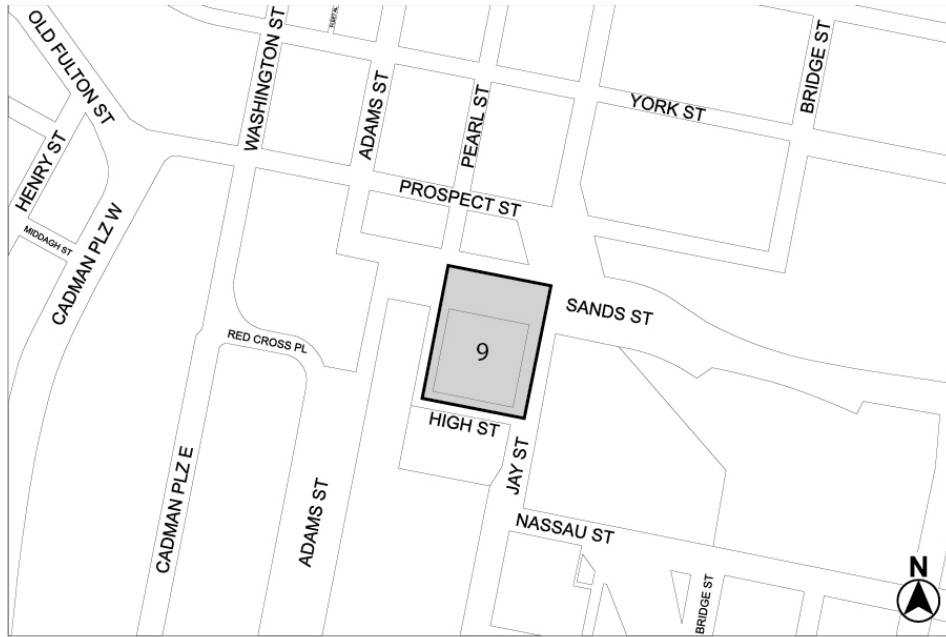 OLD FULTON ST
WASHINGTON ST
ADAMS ST
PEARL ST
BRIDGE ST
YORK ST
HENRY ST
MIDDAGH ST
CADMAN PLZ W
PROSPECT ST
SANDS ST
RED CROSS PL
9
HIGH ST
JAY ST
CADMAN PLZ E
ADAMS ST
NASSAU ST
BRIDGE ST
N